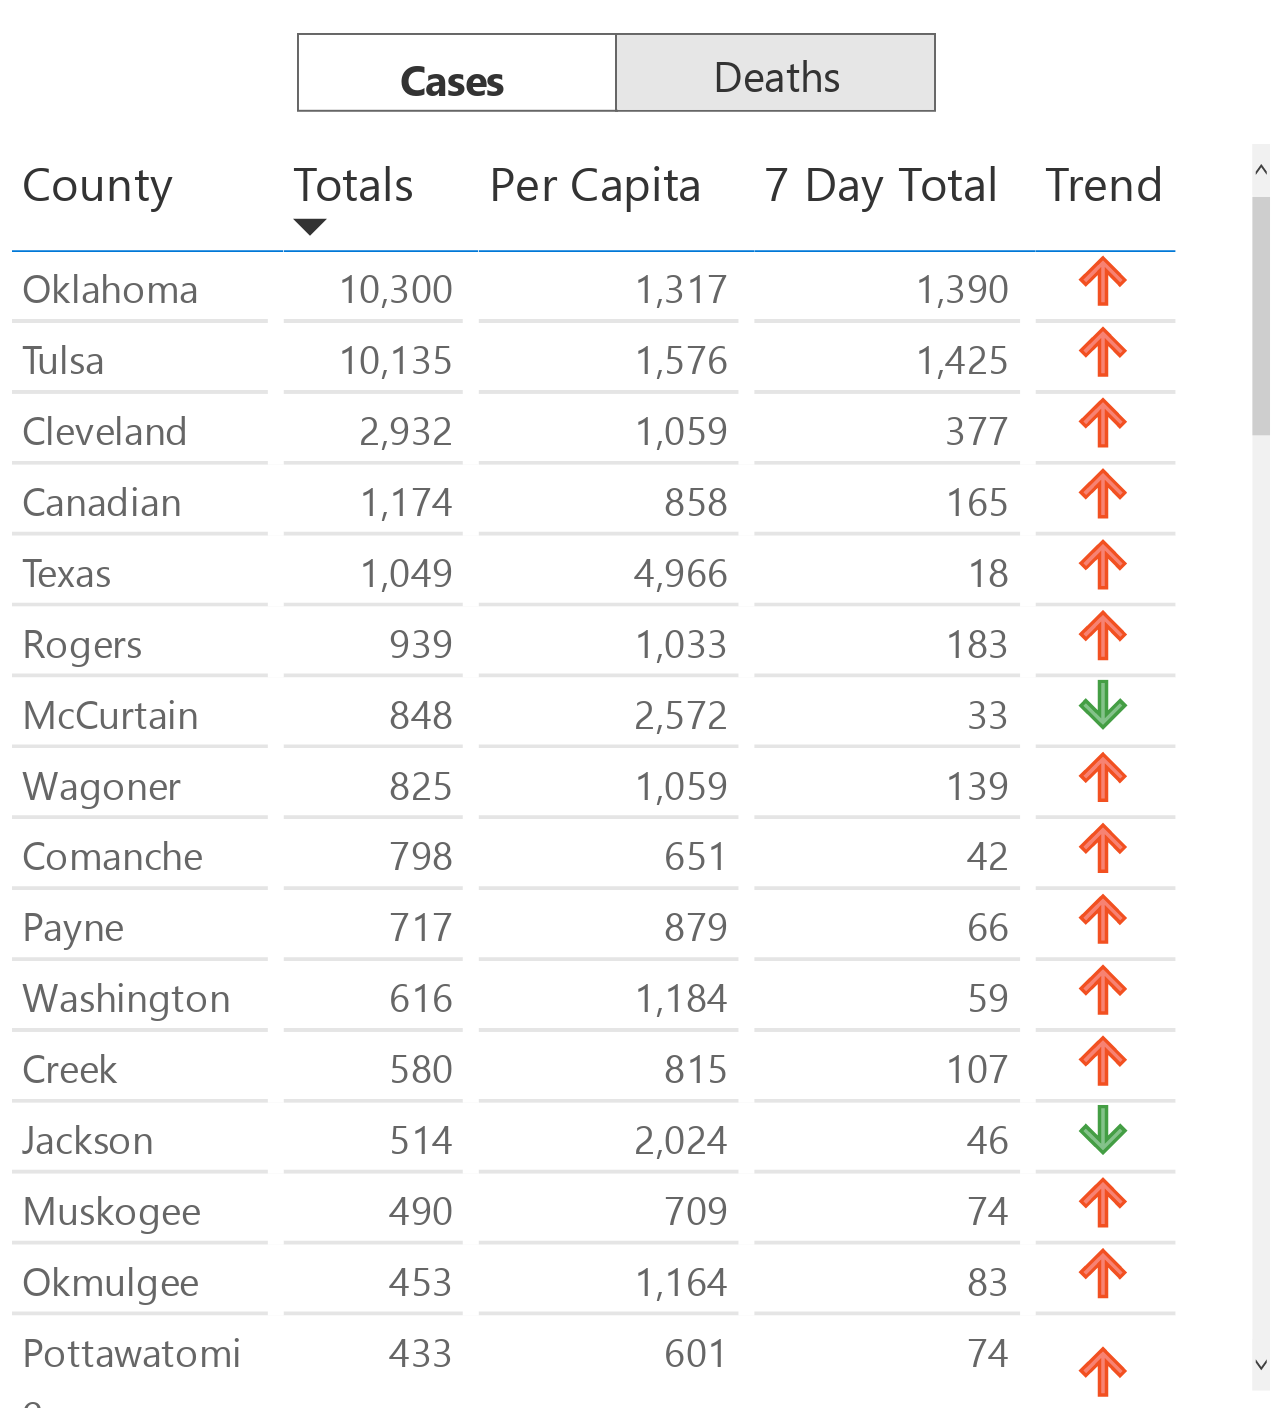 Cases Deaths
County Totals Per Capita 7 Day Total Trend
Oklahoma 10,300 1,317 1,390
Tulsa 10,135 1,576 1,425
Cleveland 2,932 1,059 377
Canadian 1,174 858 165
Texas 1,049 4,966 18
Rogers 939 1,033 183
McCurtain 848 2,572 33
Wagoner 825 1,059 139
Comanche 798 651 42
Payne 717 879 66
Washington 616 1,184 59
Creek 580 815 107
Jackson 514 2,024 46
Muskogee 490 709 74
Okmulgee 453 1,164 83
Pottawatomi 433 601 74